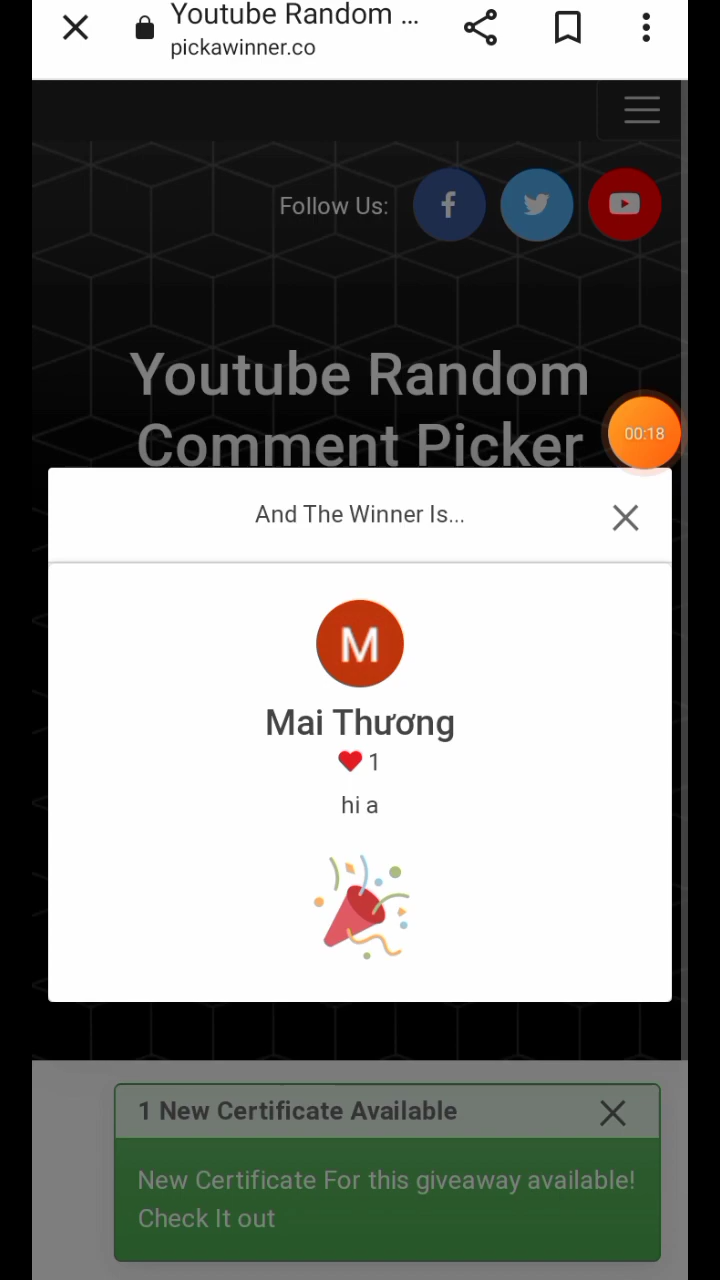 Youtube Random ...
pickawinner.co
Follow Us:
Youtube Random
Comment Picker
00:18
And The Winner Is...
M
Mai Thương
1
hi a
1 New Certificate Available
New Certificate For this giveaway available!
Check It out